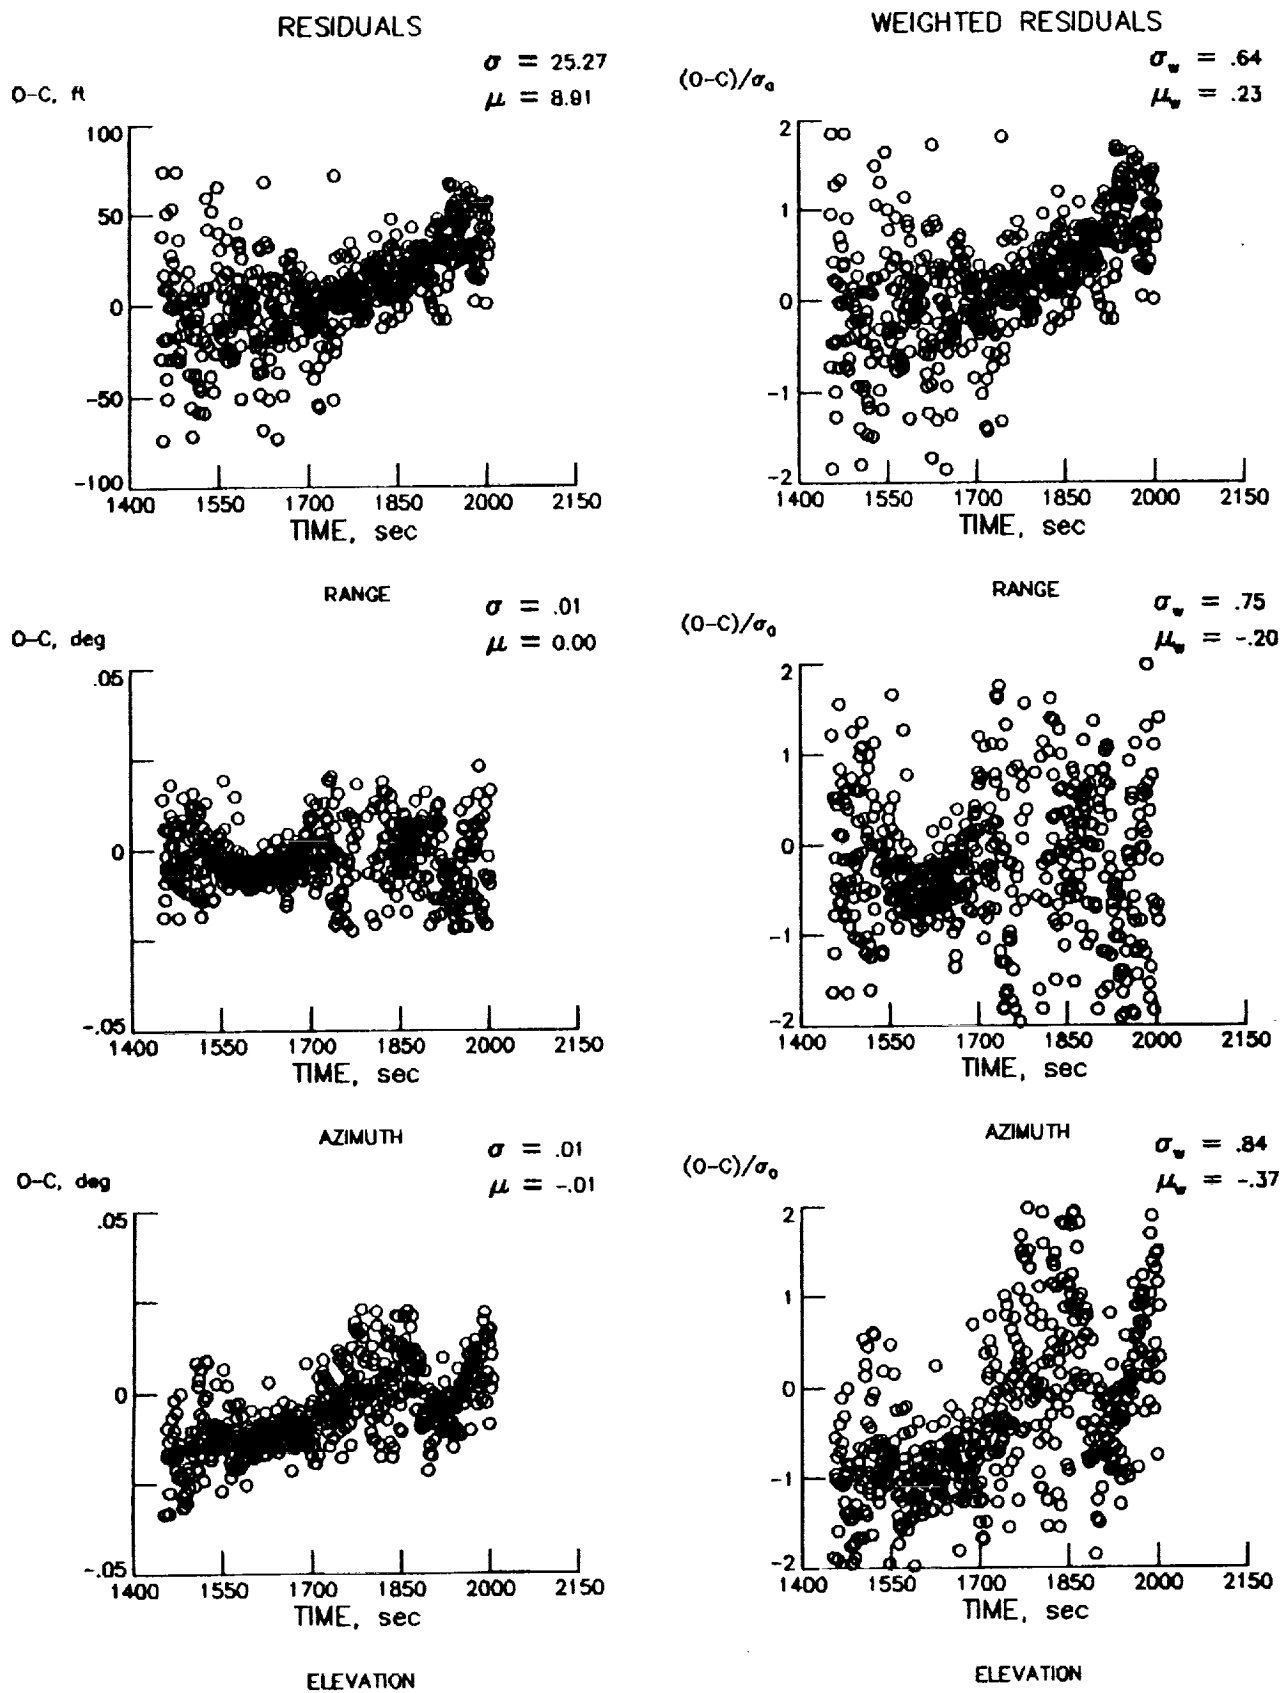 RESIDUALS
σ = 25.27
μ = 8.91
O-C, ft
100
50
0
-50
-100
1400 1550 1700 1850 2000 2150
TIME, sec
RANGE
WEIGHTED RESIDUALS
σw = .64
μw = .23
(O-C)/σo
2
1
0
-1
-2
1400 1550 1700 1850 2000 2150
TIME, sec
RANGE
σ = .01
μ = 0.00
O-C, deg
.05
0
-.05
1400 1550 1700 1850 2000 2150
TIME, sec
AZIMUTH
σw = .75
μw = -.20
(O-C)/σo
2
1
0
-1
-2
1400 1550 1700 1850 2000 2150
TIME, sec
AZIMUTH
σ = .01
μ = -.01
O-C, deg
.05
0
-.05
1400 1550 1700 1850 2000 2150
TIME, sec
ELEVATION
σw = .84
μw = -.37
(O-C)/σo
2
1
0
-1
-2
1400 1550 1700 1850 2000 2150
TIME, sec
ELEVATION